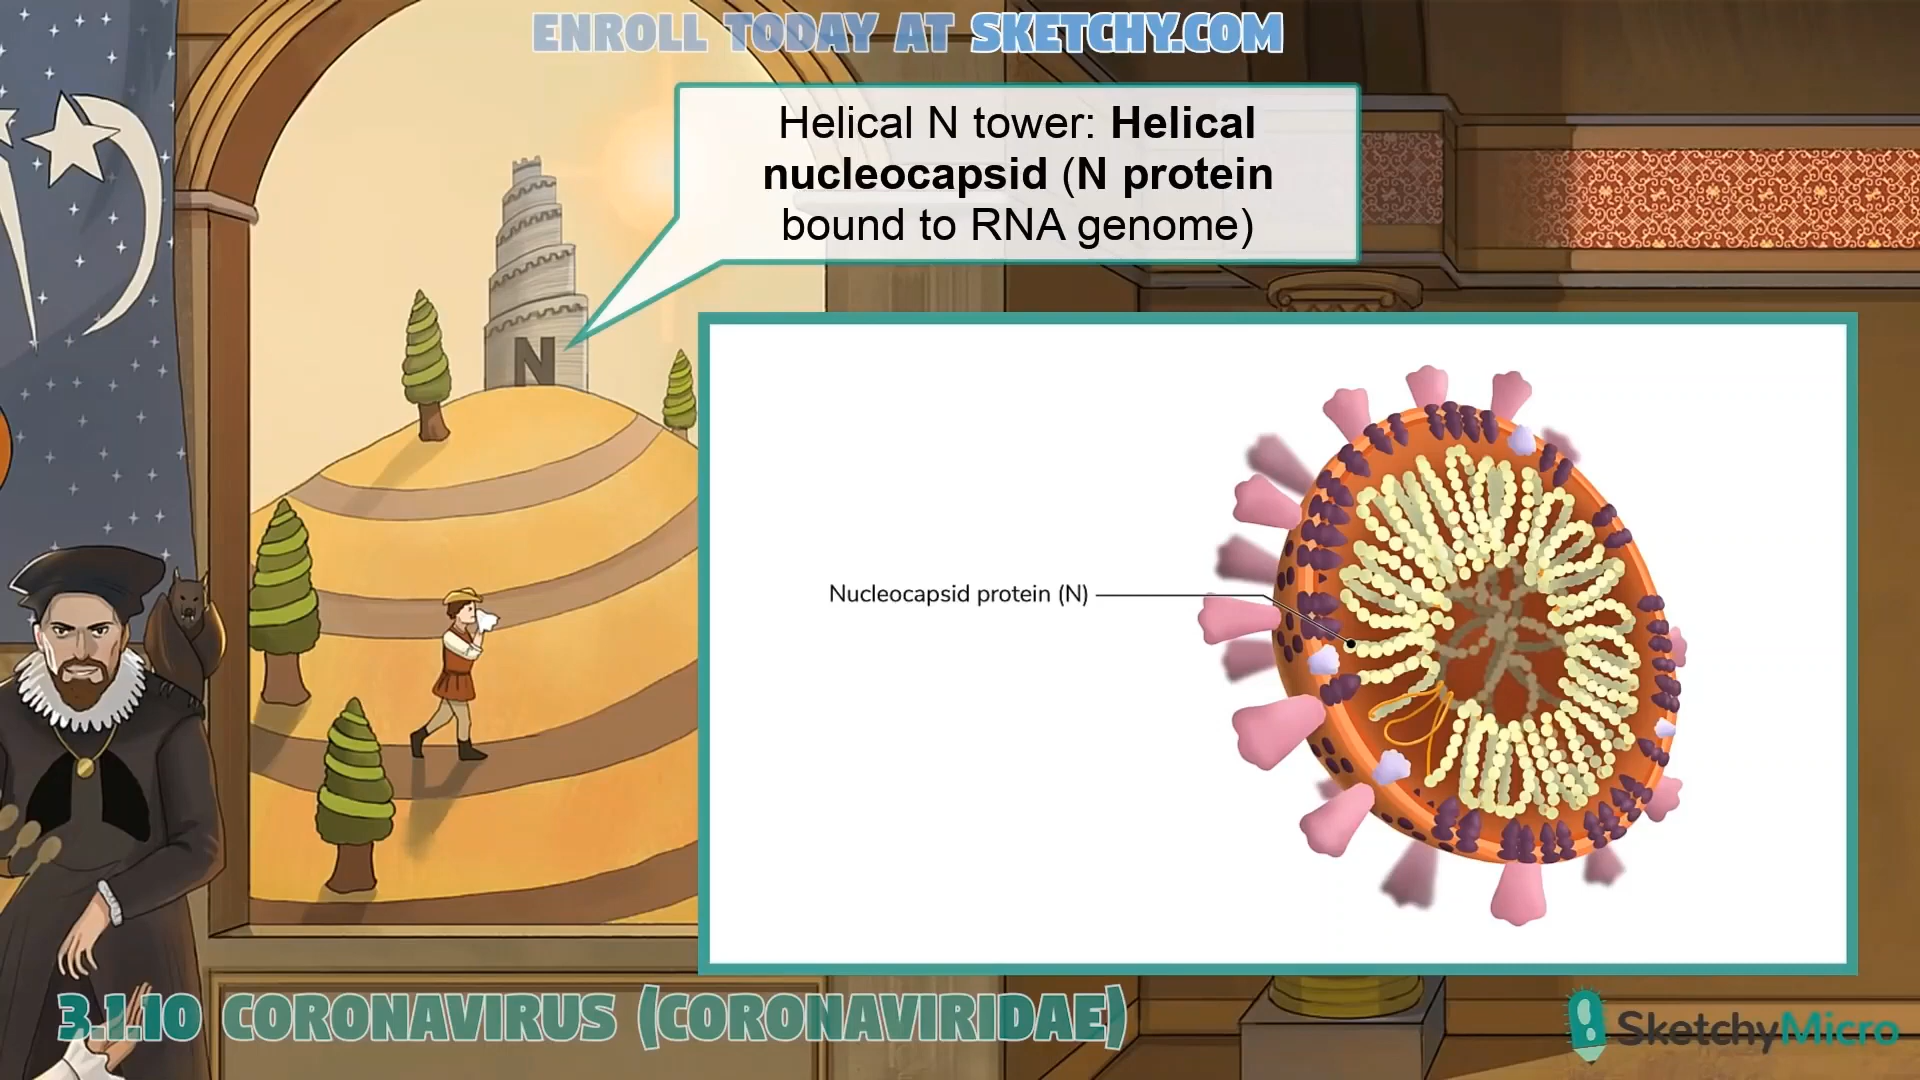 ENROLL TODAY AT SKETCHY.COM
Helical N tower: Helical
nucleocapsid (N protein
bound to RNA genome)
N
Nucleocapsid protein (N)
3.1.10 CORONAVIRUS (CORONAVIRIDAE)
SketchyMicro